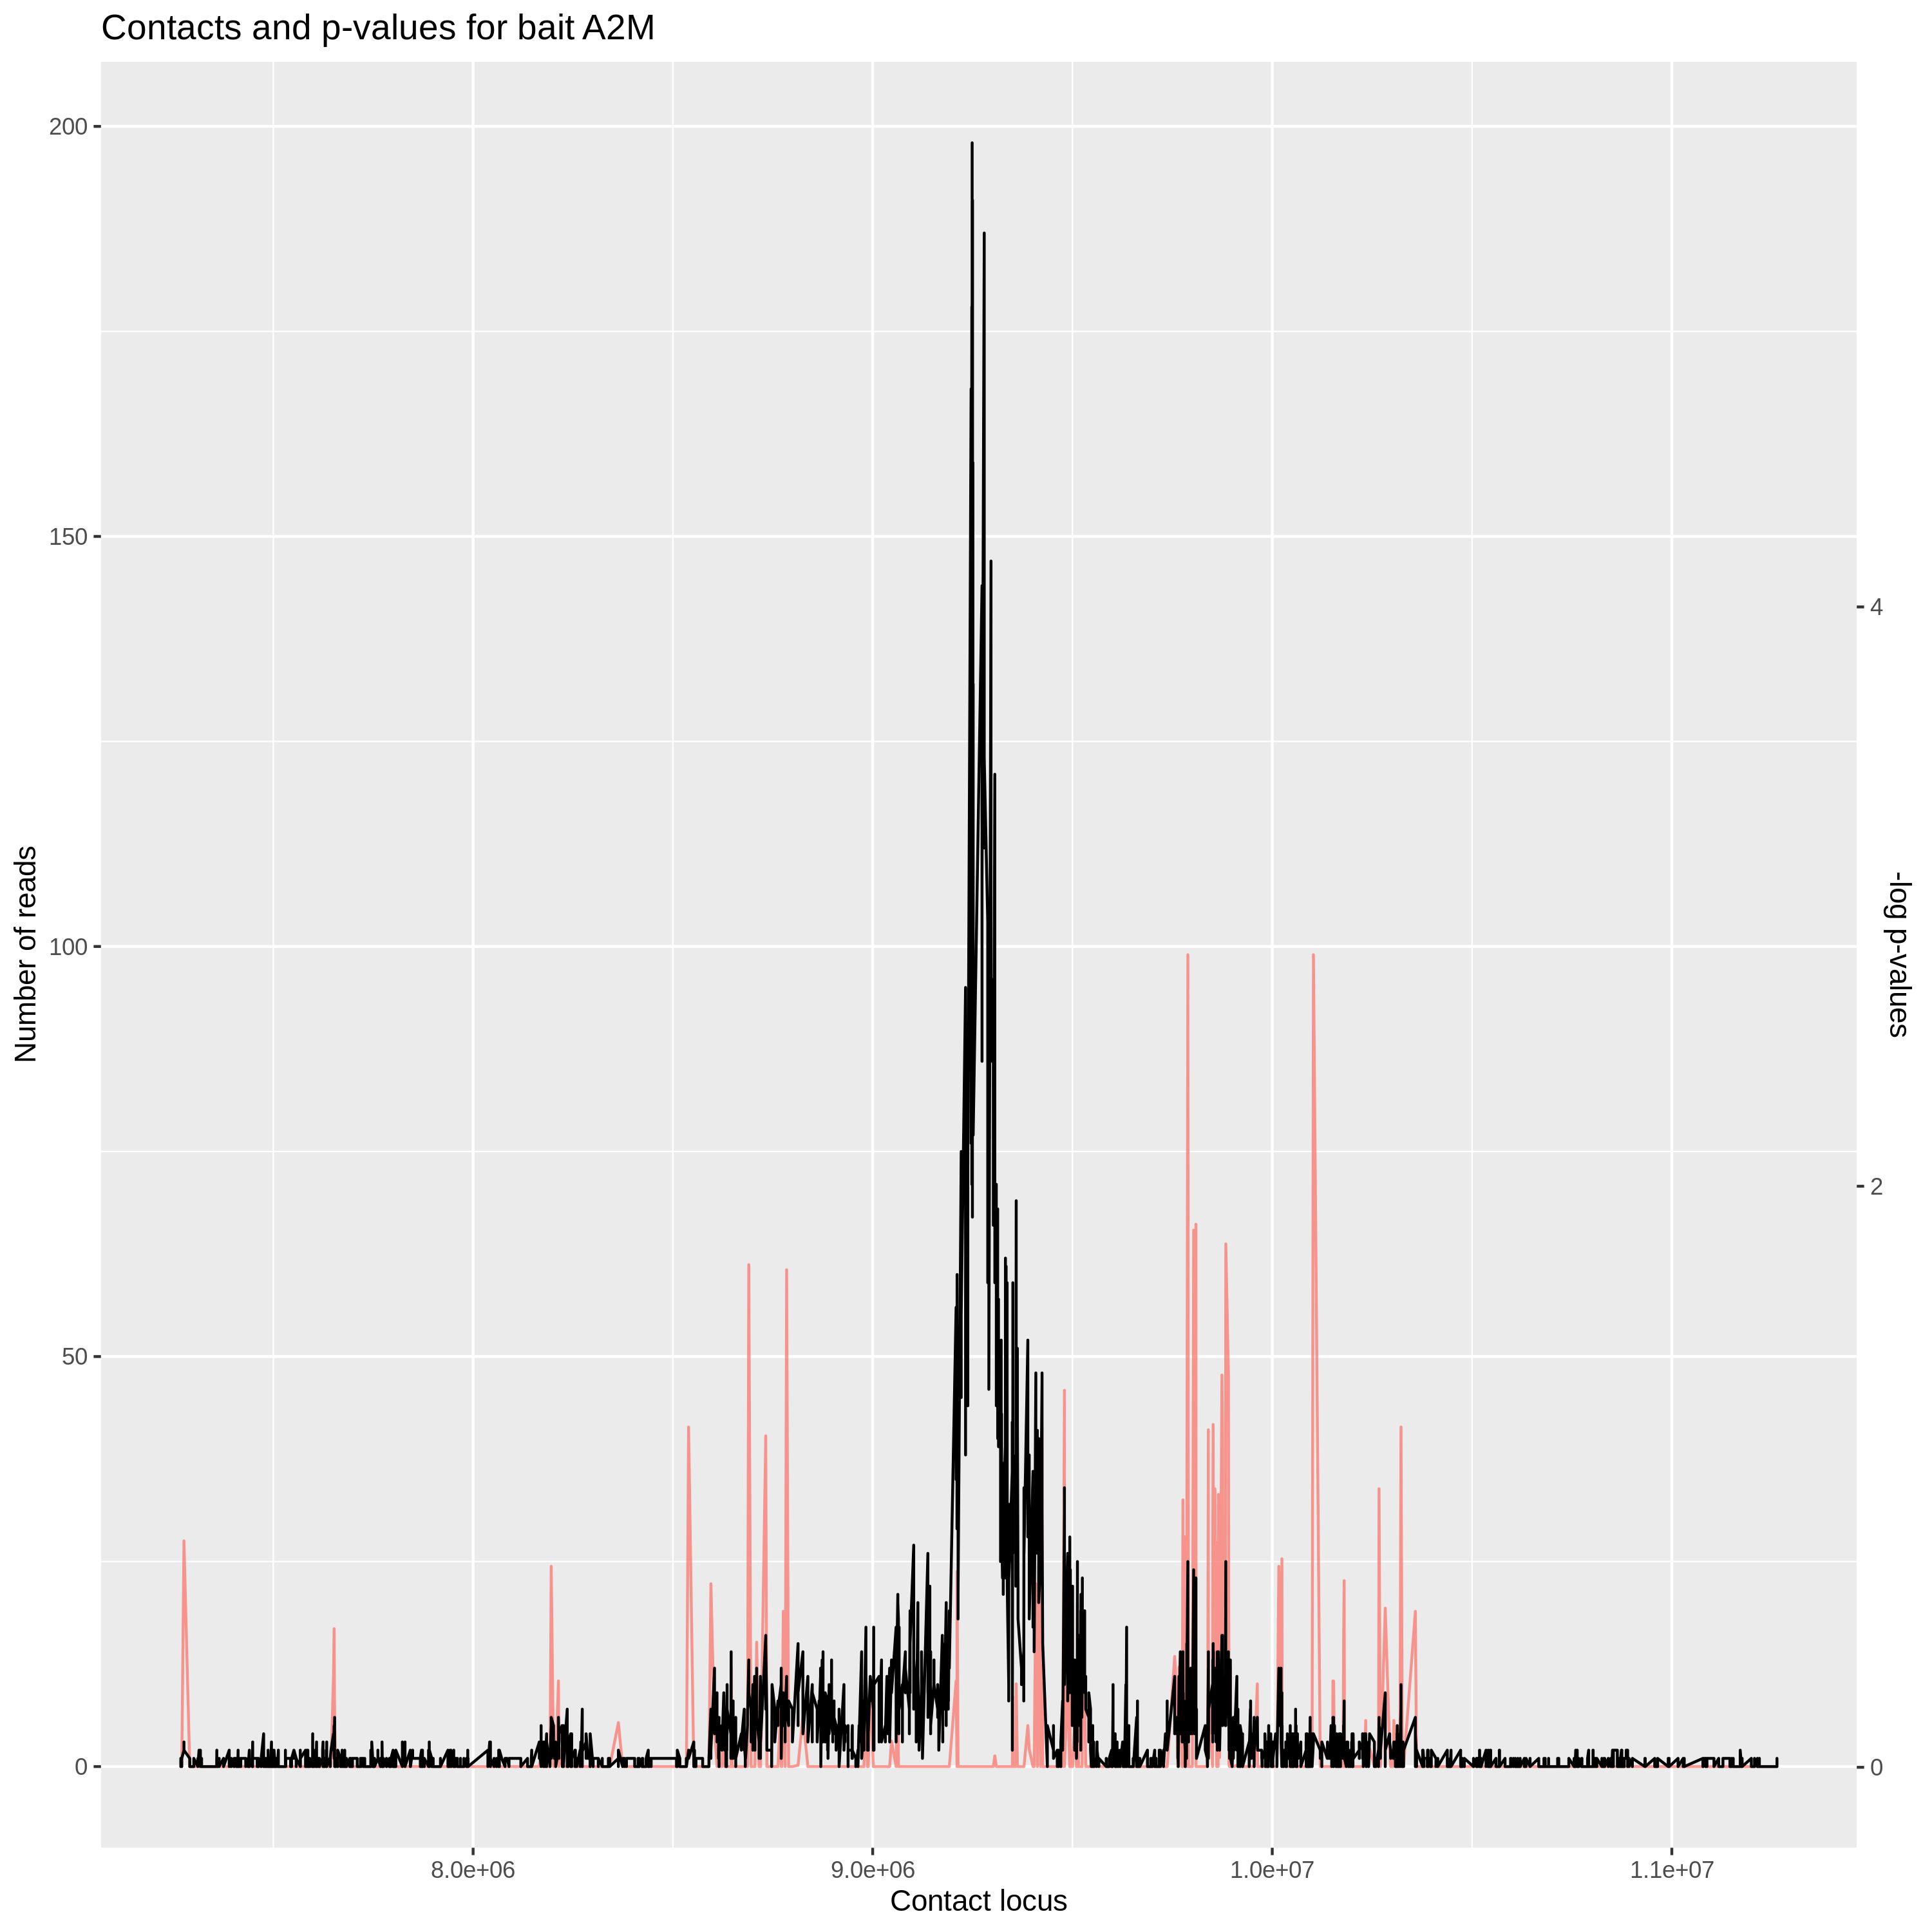 Contacts and p-values for bait A2M
200
150
100
50
0
Number of reads
4
2
0
-log p-values
8.0e+06
9.0e+06
1.0e+07
1.1e+07
Contact locus